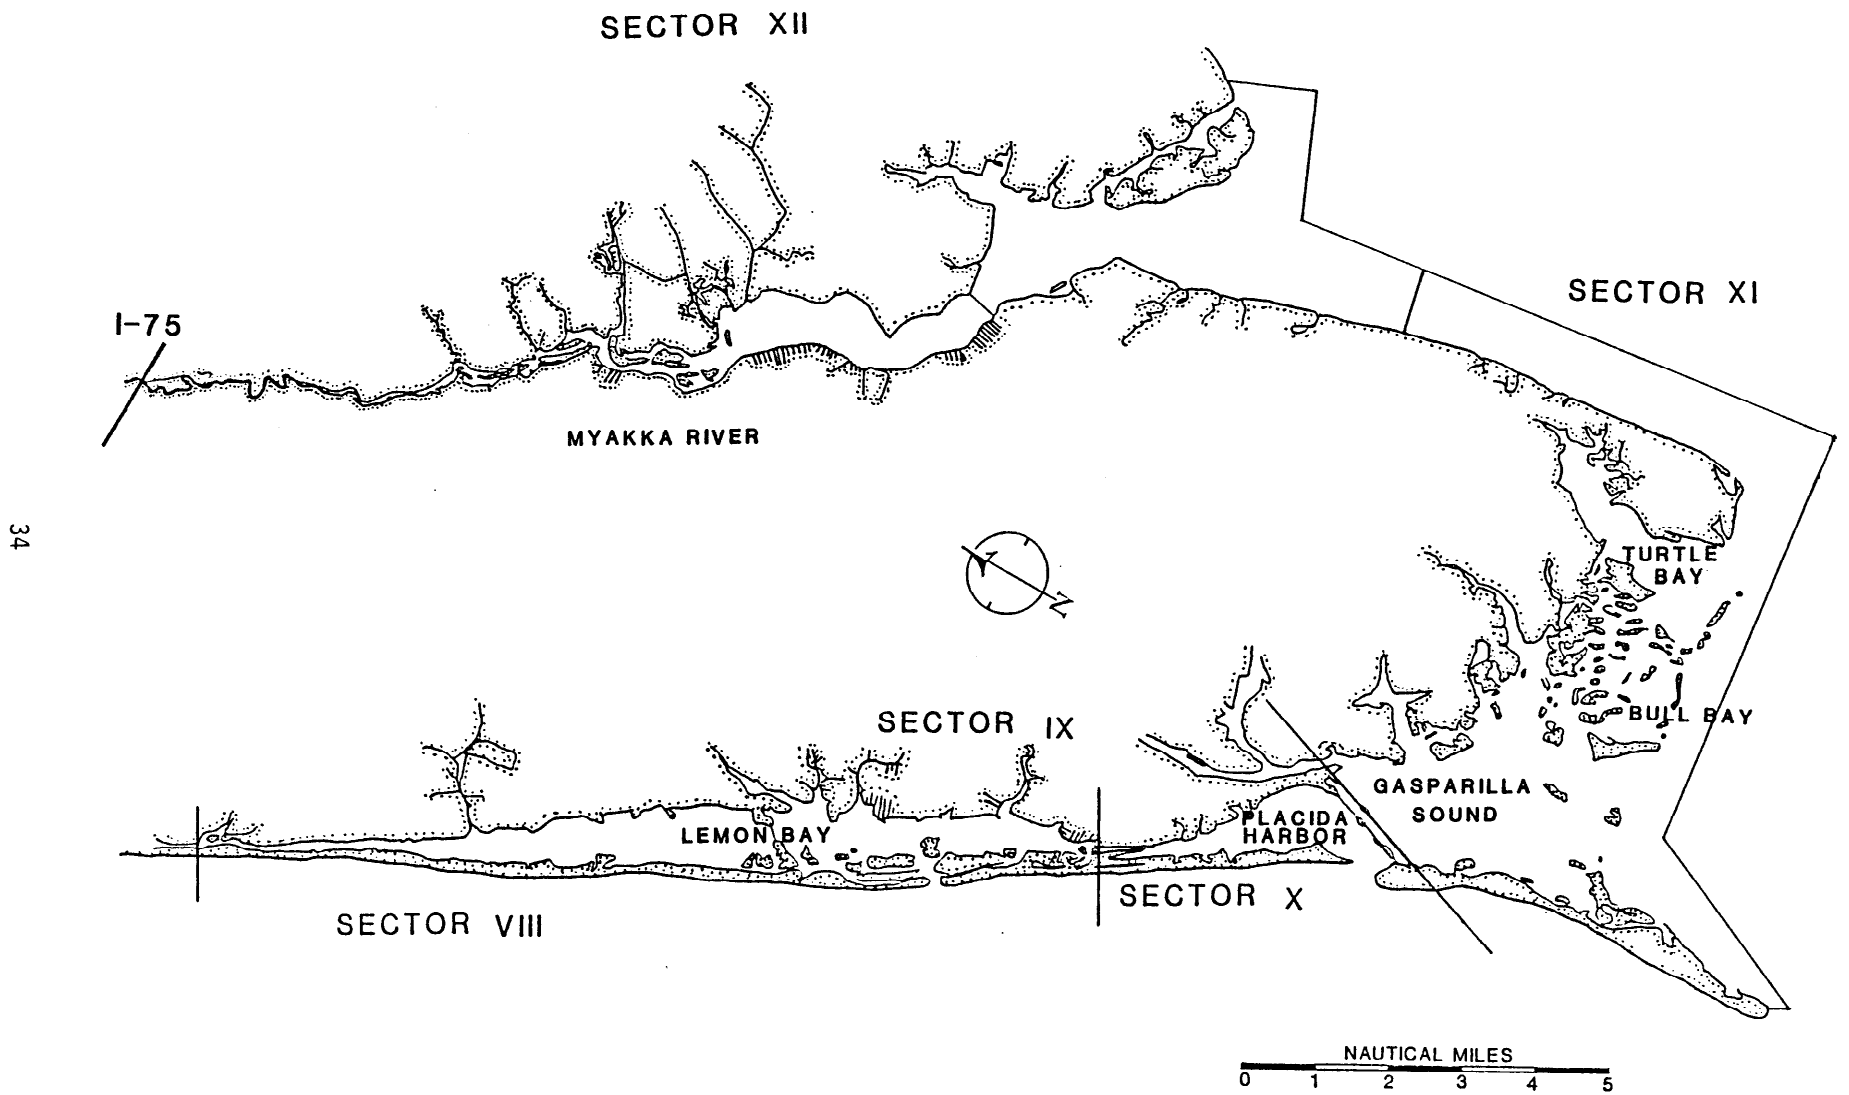 SECTOR XII
SECTOR XI
I-75
MYAKKA RIVER
34
TURTLE
BAY
N
BULL BAY
SECTOR IX
GASPARILLA
SOUND
PLACIDA
HARBOR
LEMON BAY
SECTOR X
SECTOR VIII
NAUTICAL MILES
0 1 2 3 4 5